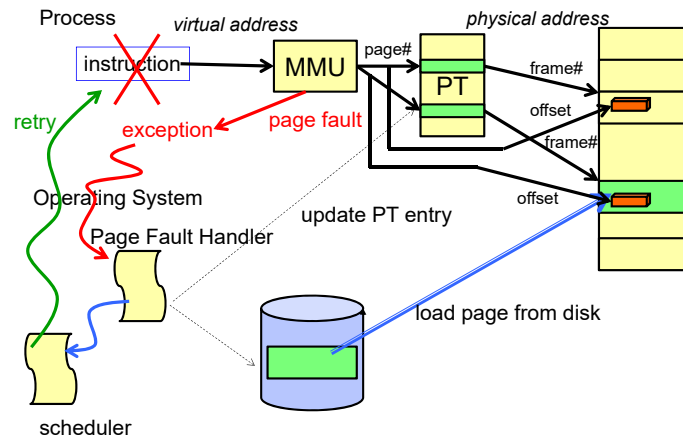 Process
virtual address
physical address
instruction
MMU
page#
PT
frame#
retry
exception
page fault
offset
frame#
Operating System
offset
update PT entry
Page Fault Handler
load page from disk
scheduler